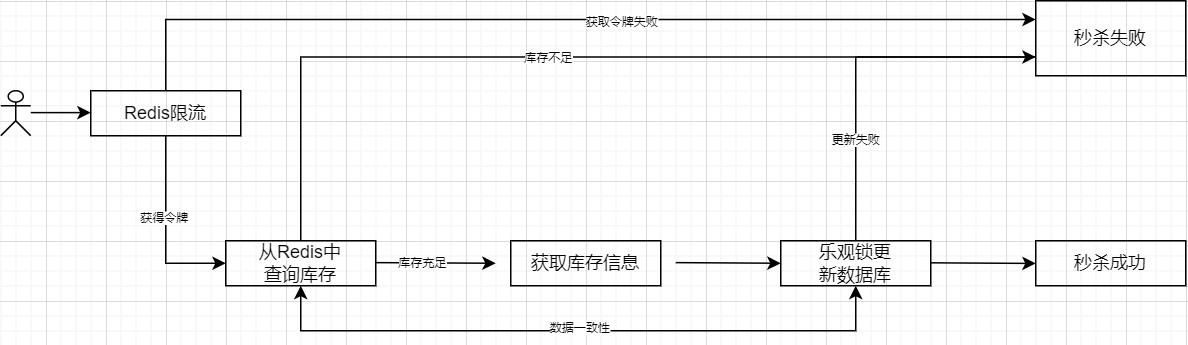 获取令牌失败
秒杀失败
库存不足
Redis限流
更新失败
获得令牌
从Redis中
查询库存
库存充足
获取库存信息
乐观锁更
新数据库
秒杀成功
数据一致性